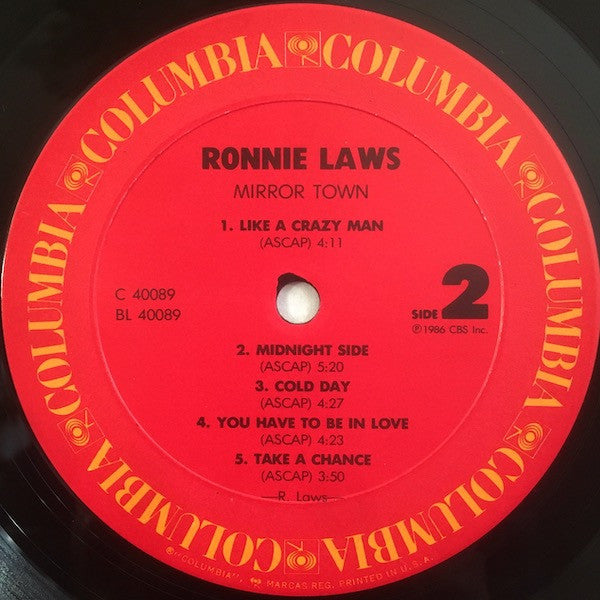 COLUMBIA COLUMBIA COLUMBIA COLUMBIA COLUMBIA COLUMBIA COLUMBIA COLUMBIA
RONNIE LAWS
MIRROR TOWN
1. LIKE A CRAZY MAN
(ASCAP) 4:11
C 40089
BL 40089
SIDE 2
℗1986 CBS Inc.
2. MIDNIGHT SIDE
(ASCAP) 5:20
3. COLD DAY
(ASCAP) 4:27
4. YOU HAVE TO BE IN LOVE
(ASCAP) 4:23
5. TAKE A CHANCE
(ASCAP) 3:50
—R. Laws—
®"COLUMBIA", MARCAS REG. PRINTED IN U.S.A.